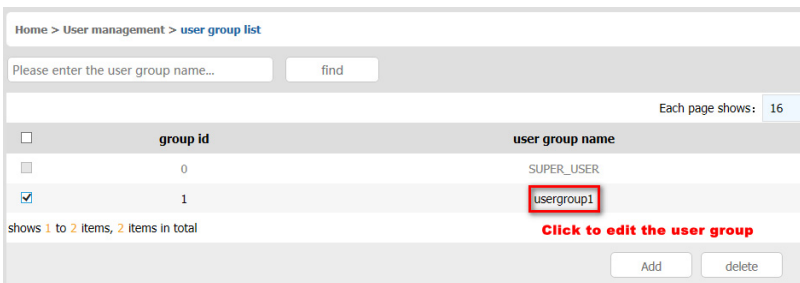 Home > User management > user group list
Please enter the user group name... find
Each page shows: 16
group id user group name
0 SUPER_USER
1 usergroup1
shows 1 to 2 items, 2 items in total
Click to edit the user group
Add delete